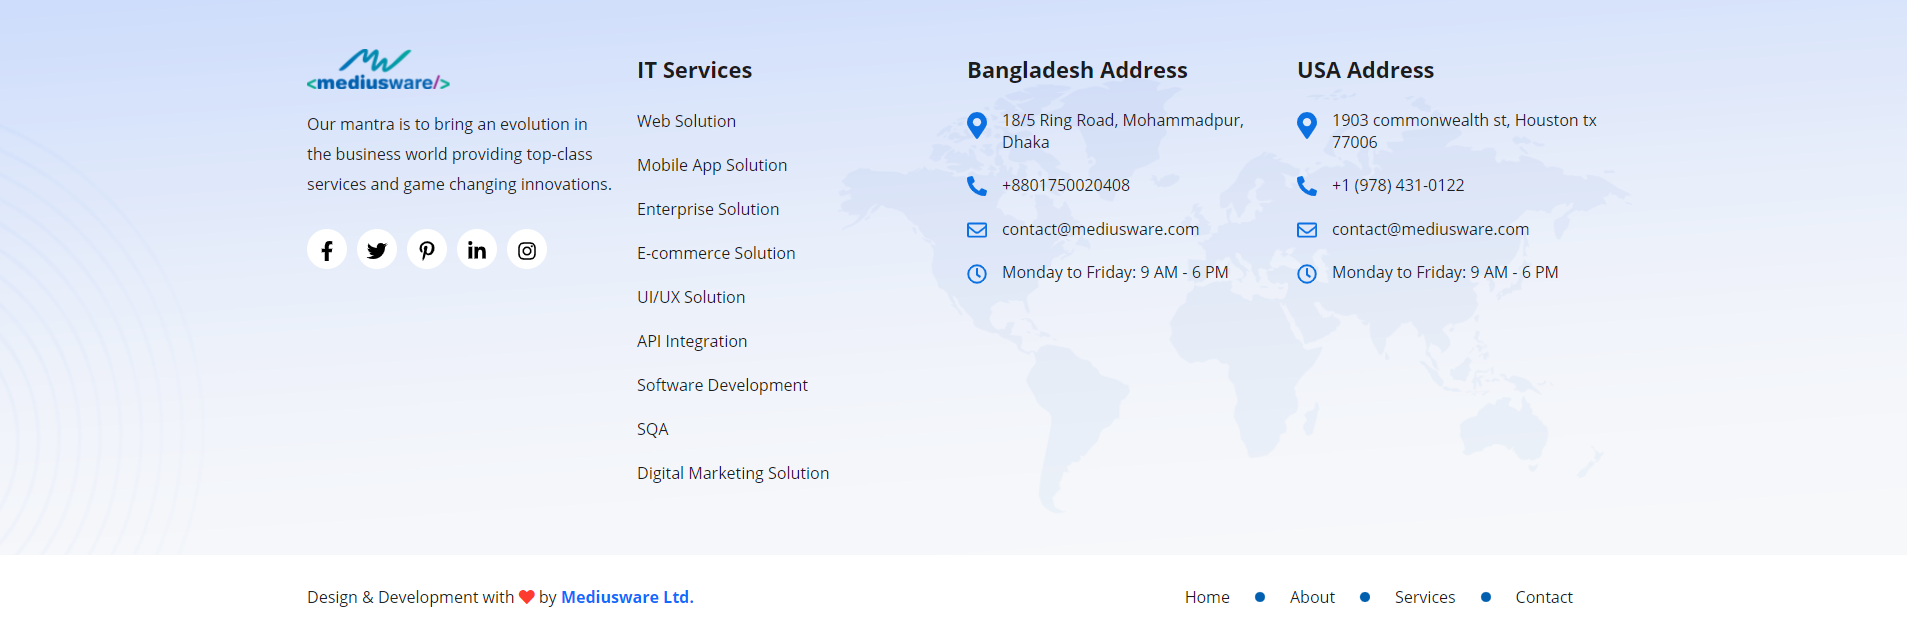 <mediusware/>
Our mantra is to bring an evolution in
the business world providing top-class
services and game changing innovations.
IT Services
Web Solution
Mobile App Solution
Enterprise Solution
E-commerce Solution
UI/UX Solution
API Integration
Software Development
SQA
Digital Marketing Solution
Bangladesh Address
18/5 Ring Road, Mohammadpur,
Dhaka
+8801750020408
contact@mediusware.com
Monday to Friday: 9 AM - 6 PM
USA Address
1903 commonwealth st, Houston tx
77006
+1 (978) 431-0122
contact@mediusware.com
Monday to Friday: 9 AM - 6 PM
Design & Development with ❤ by Mediusware Ltd.
Home
About
Services
Contact